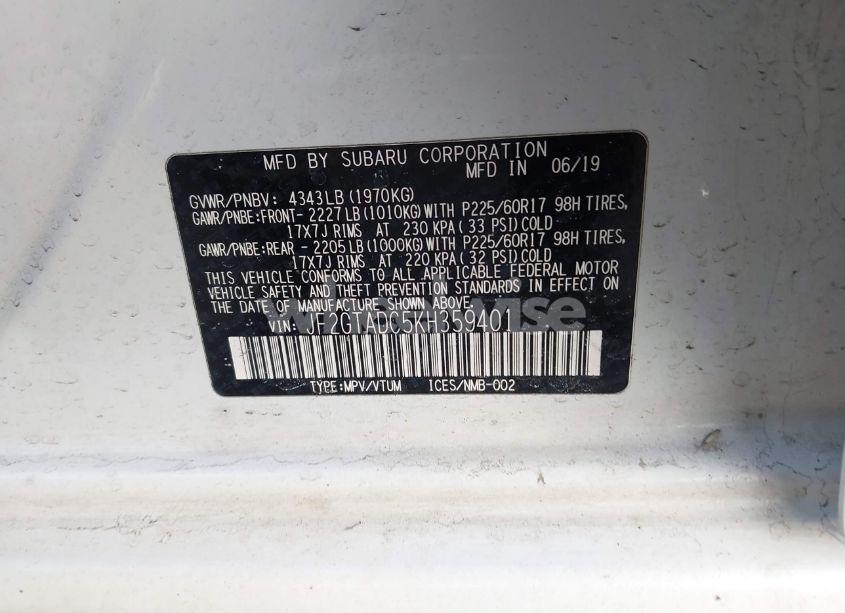 MFD BY SUBARU CORPORATION
MFD IN 06/19
GVWR/PNBV: 4343LB(1970KG)
GAWR/PNBE:FRONT- 2227LB(1010KG)WITH P225/60R17 98H TIRES,
17X7J RIMS AT 230 KPA(33 PSI)COLD
GAWR/PNBE:REAR - 2205LB(1000KG)WITH P225/60R17 98H TIRES,
17X7J RIMS AT 220 KPA(32 PSI)COLD
THIS VEHICLE CONFORMS TO ALL APPLICABLE FEDERAL MOTOR
VEHICLE SAFETY AND THEFT PREVENTION STANDARDS IN EFFECT ON
THE DATE OF MANUFACTURE SHOWN ABOVE.
VIN: JF2GTADC5KH359401
TYPE:MPV/VTUM ICES/NMB-002